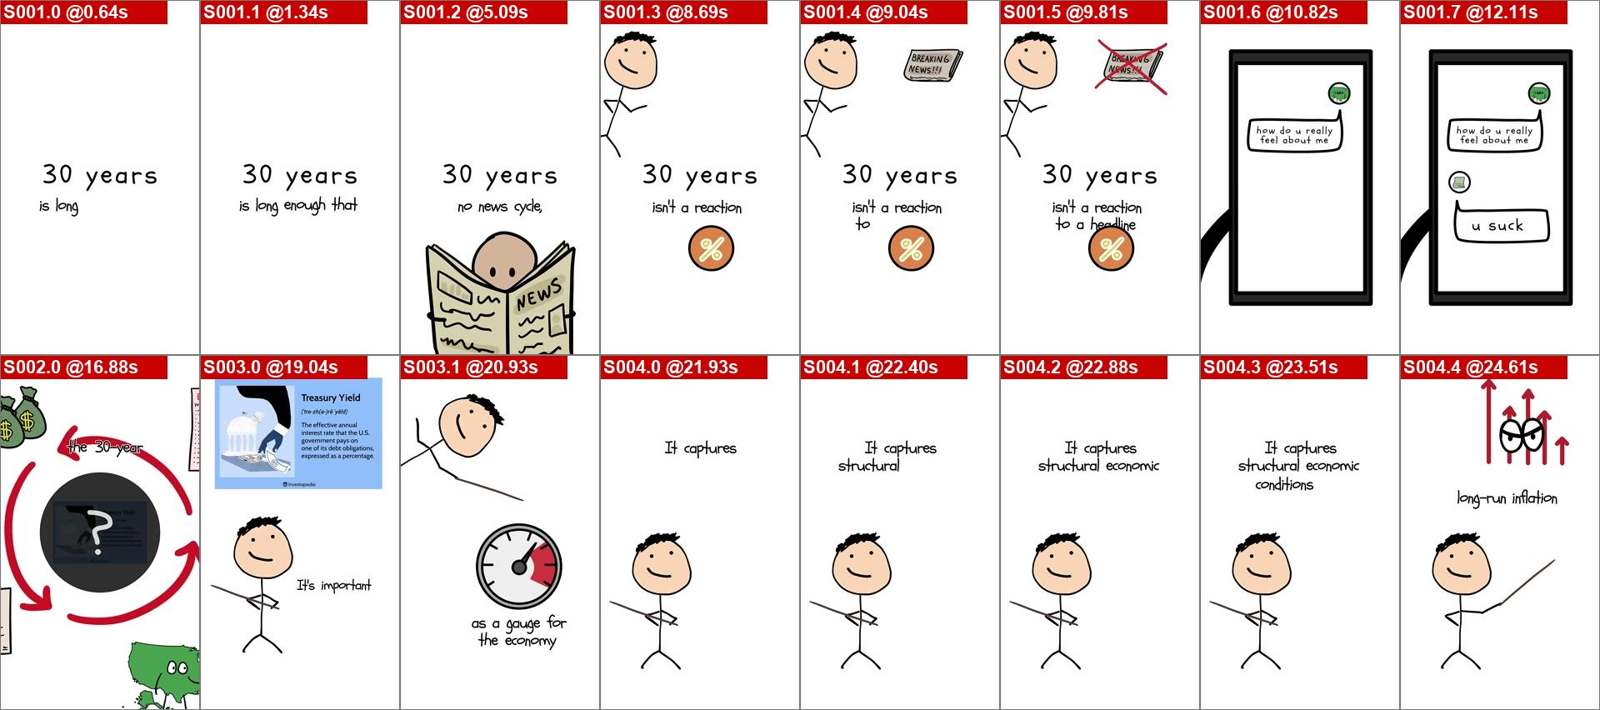 S001.0 @0.64s
30 years
is long
S001.1 @1.34s
30 years
is long enough that
S001.2 @5.09s
30 years
no news cycle,
NEWS
S001.3 @8.69s
30 years
isn't a reaction
%
S001.4 @9.04s
BREAKING
NEWS!!!
30 years
isn't a reaction
to
%
S001.5 @9.81s
BREAKING
NEWS!!!
30 years
isn't a reaction
to a headline
%
S001.6 @10.82s
how do u really
feel about me
S001.7 @12.11s
how do u really
feel about me
u suck
S002.0 @16.88s
$
$
the 30-year
?
S003.0 @19.04s
Treasury Yield
The effective annual
interest rate that the U.S.
government pays on
one of its debt obligations,
expressed as a percentage.
Investopedia
It's important
S003.1 @20.93s
as a gauge for
the economy
S004.0 @21.93s
It captures
S004.1 @22.40s
It captures
structural
S004.2 @22.88s
It captures
structural economic
S004.3 @23.51s
It captures
structural economic
conditions
S004.4 @24.61s
long-run inflation